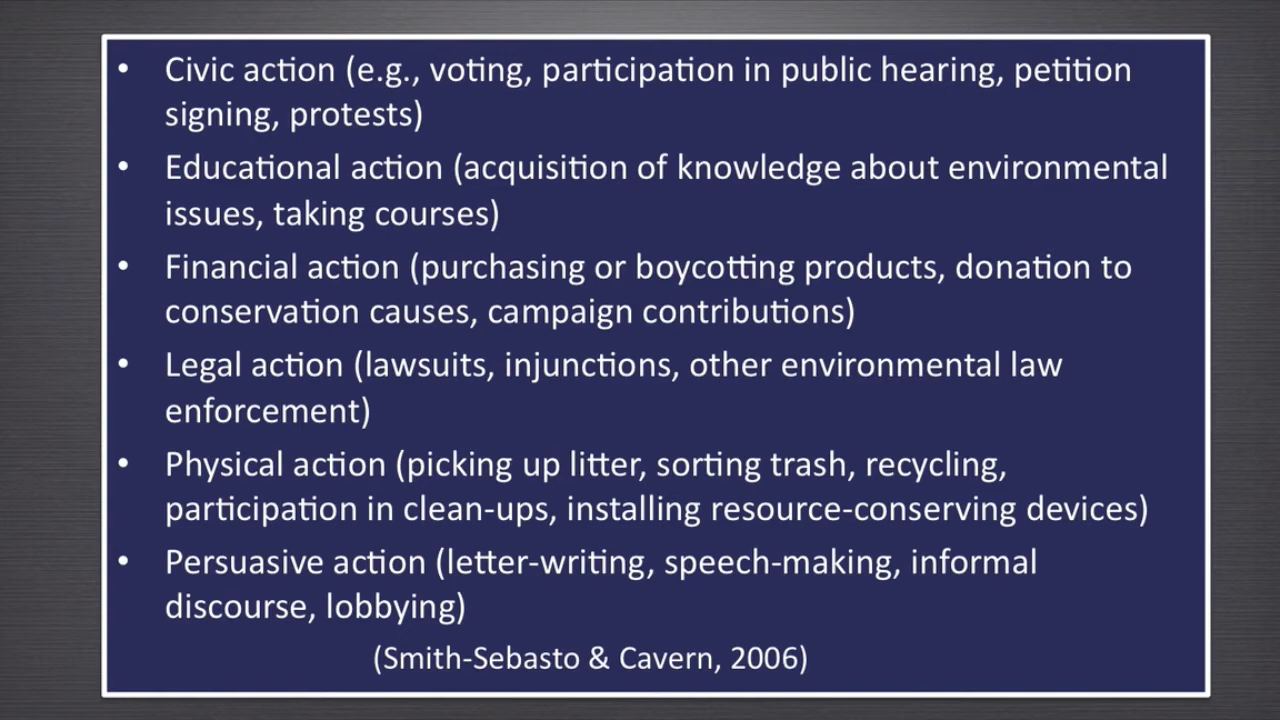 • Civic action (e.g., voting, participation in public hearing, petition
signing, protests)
• Educational action (acquisition of knowledge about environmental
issues, taking courses)
• Financial action (purchasing or boycotting products, donation to
conservation causes, campaign contributions)
• Legal action (lawsuits, injunctions, other environmental law
enforcement)
• Physical action (picking up litter, sorting trash, recycling,
participation in clean-ups, installing resource-conserving devices)
• Persuasive action (letter-writing, speech-making, informal
discourse, lobbying)
(Smith-Sebasto & Cavern, 2006)